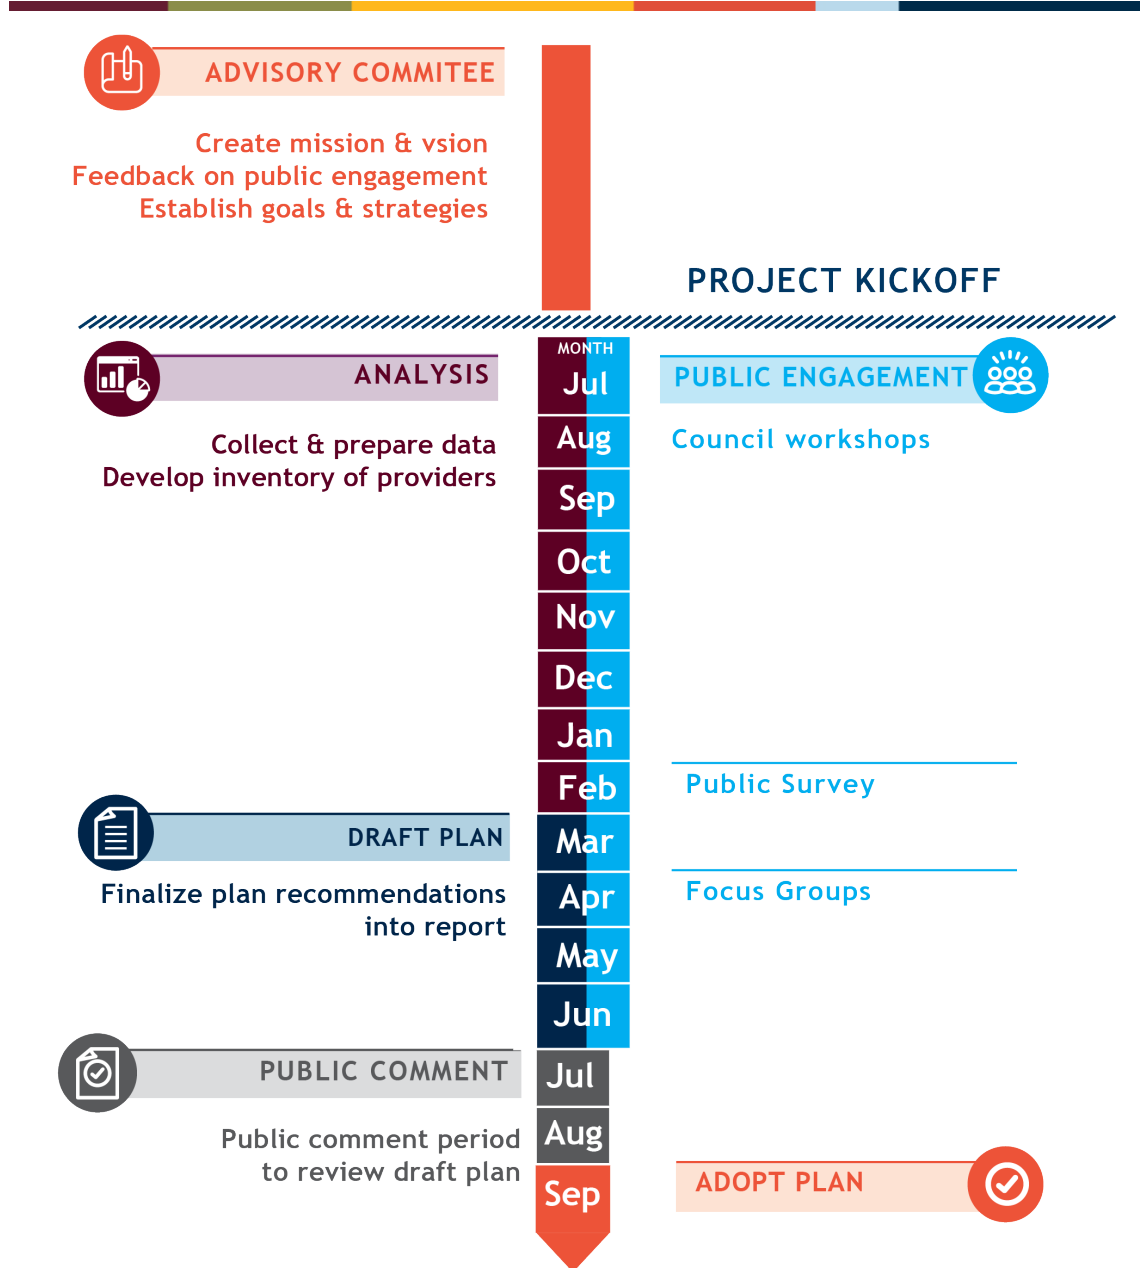 ADVISORY COMMITEE
Create mission & vsion
Feedback on public engagement
Establish goals & strategies
PROJECT KICKOFF
ANALYSIS
Collect & prepare data
Develop inventory of providers
MONTH
Jul
Aug
Sep
Oct
Nov
Dec
Jan
Feb
Mar
Apr
May
Jun
Jul
Aug
Sep
PUBLIC ENGAGEMENT
Council workshops
Public Survey
Focus Groups
DRAFT PLAN
Finalize plan recommendations
into report
PUBLIC COMMENT
Public comment period
to review draft plan
ADOPT PLAN